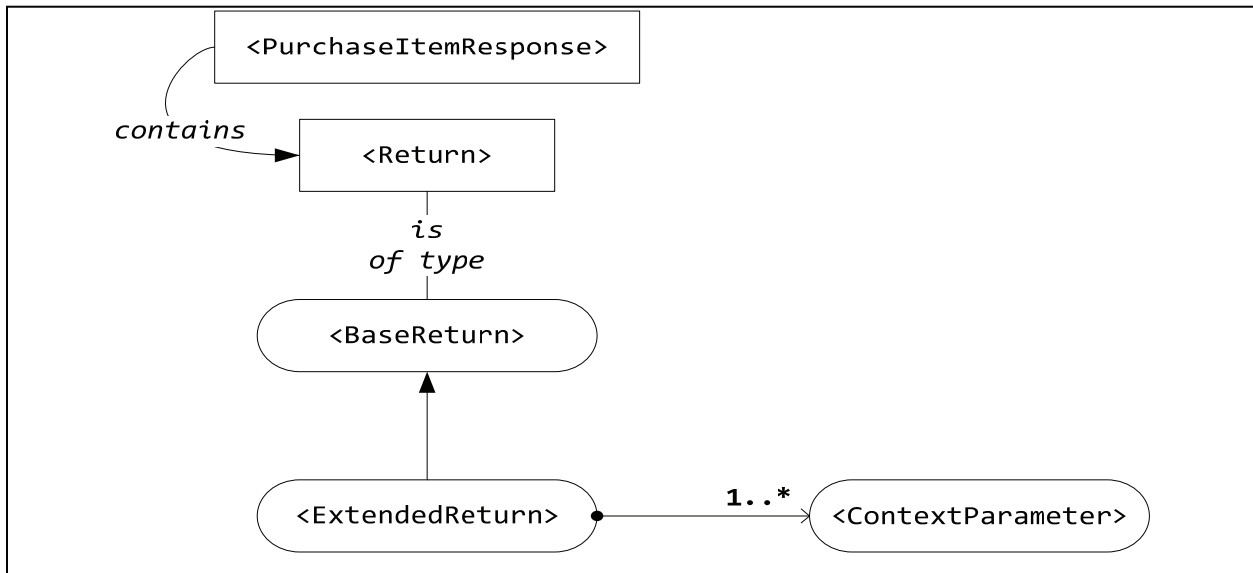 <PurchaseItemResponse>
contains
<Return>
is
of type
<BaseReturn>
1..*
<ExtendedReturn>
<ContextParameter>